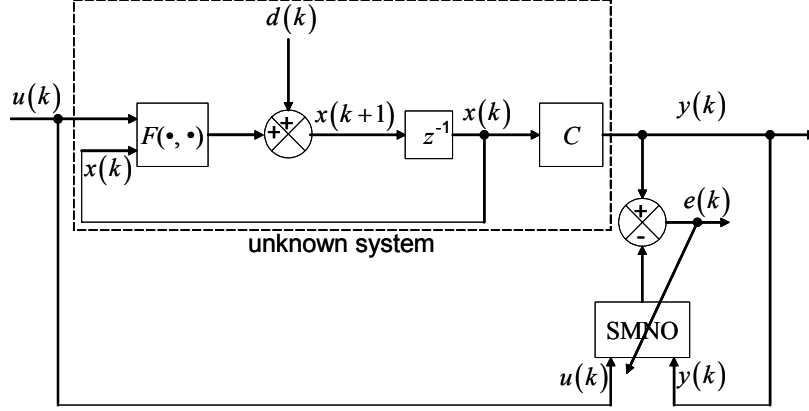 d(k)
u(k)
F(•, •)
x(k)
+
+
x(k+1)
z⁻¹
x(k)
C
y(k)
unknown system
+
-
e(k)
SMNO
u(k)
y(k)